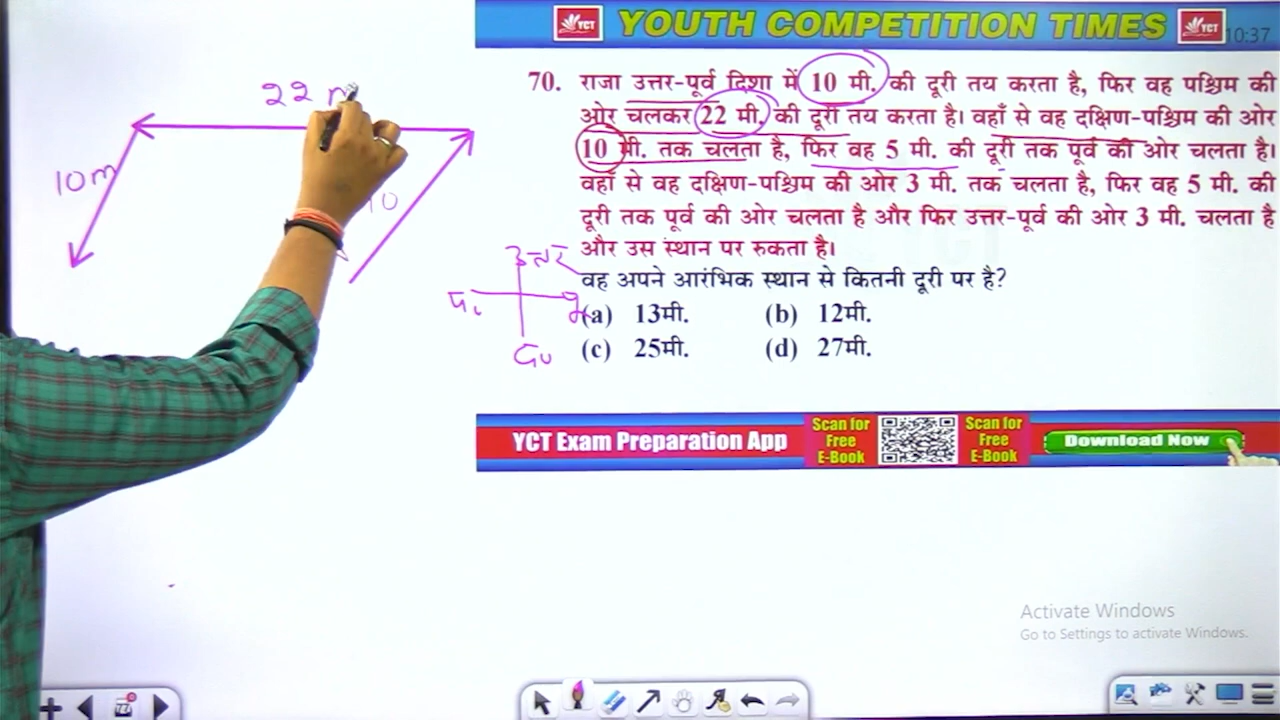 YCT YOUTH COMPETITION TIMES YCT
10:37
70. राजा उत्तर-पूर्व दिशा में 10 मी. की दूरी तय करता है, फिर वह पश्चिम की
ओर चलकर 22 मी. की दूरी तय करता है। वहाँ से वह दक्षिण-पश्चिम की ओर
10 मी. तक चलता है, फिर वह 5 मी. की दूरी तक पूर्व की ओर चलता है।
वहाँ से वह दक्षिण-पश्चिम की ओर 3 मी. तक चलता है, फिर वह 5 मी. की
दूरी तक पूर्व की ओर चलता है और फिर उत्तर-पूर्व की ओर 3 मी. चलता है
और उस स्थान पर रुकता है।
वह अपने आरंभिक स्थान से कितनी दूरी पर है?
(a) 13मी. (b) 12मी.
(c) 25मी. (d) 27मी.
22 m
10m
10
उत्तर
प.
पू
द०
YCT Exam Preparation App
Scan for
Free
E-Book
Scan for
Free
E-Book
Download Now
Activate Windows
Go to Settings to activate Windows.